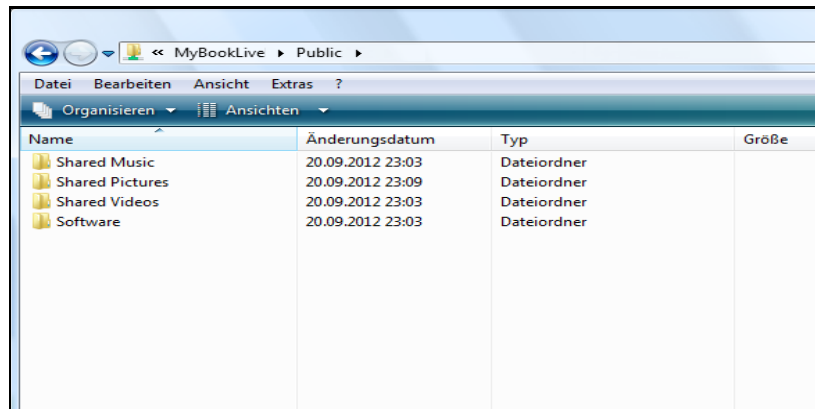 « MyBookLive ▸ Public ▸
Datei Bearbeiten Ansicht Extras ?
Organisieren Ansichten
Name Änderungsdatum Typ Größe
Shared Music 20.09.2012 23:03 Dateiordner
Shared Pictures 20.09.2012 23:09 Dateiordner
Shared Videos 20.09.2012 23:03 Dateiordner
Software 20.09.2012 23:03 Dateiordner